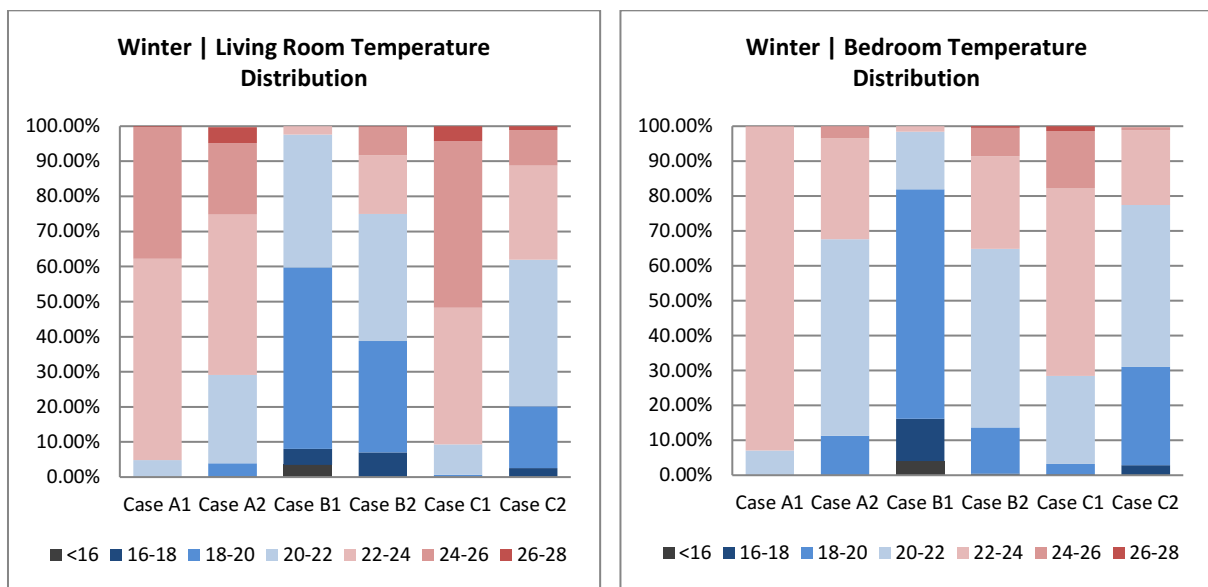 Winter | Living Room Temperature
Distribution
100.00%
90.00%
80.00%
70.00%
60.00%
50.00%
40.00%
30.00%
20.00%
10.00%
0.00%
Case A1 Case A2 Case B1 Case B2 Case C1 Case C2
<16 16-18 18-20 20-22 22-24 24-26 26-28
Winter | Bedroom Temperature
Distribution
100.00%
90.00%
80.00%
70.00%
60.00%
50.00%
40.00%
30.00%
20.00%
10.00%
0.00%
Case A1 Case A2 Case B1 Case B2 Case C1 Case C2
<16 16-18 18-20 20-22 22-24 24-26 26-28